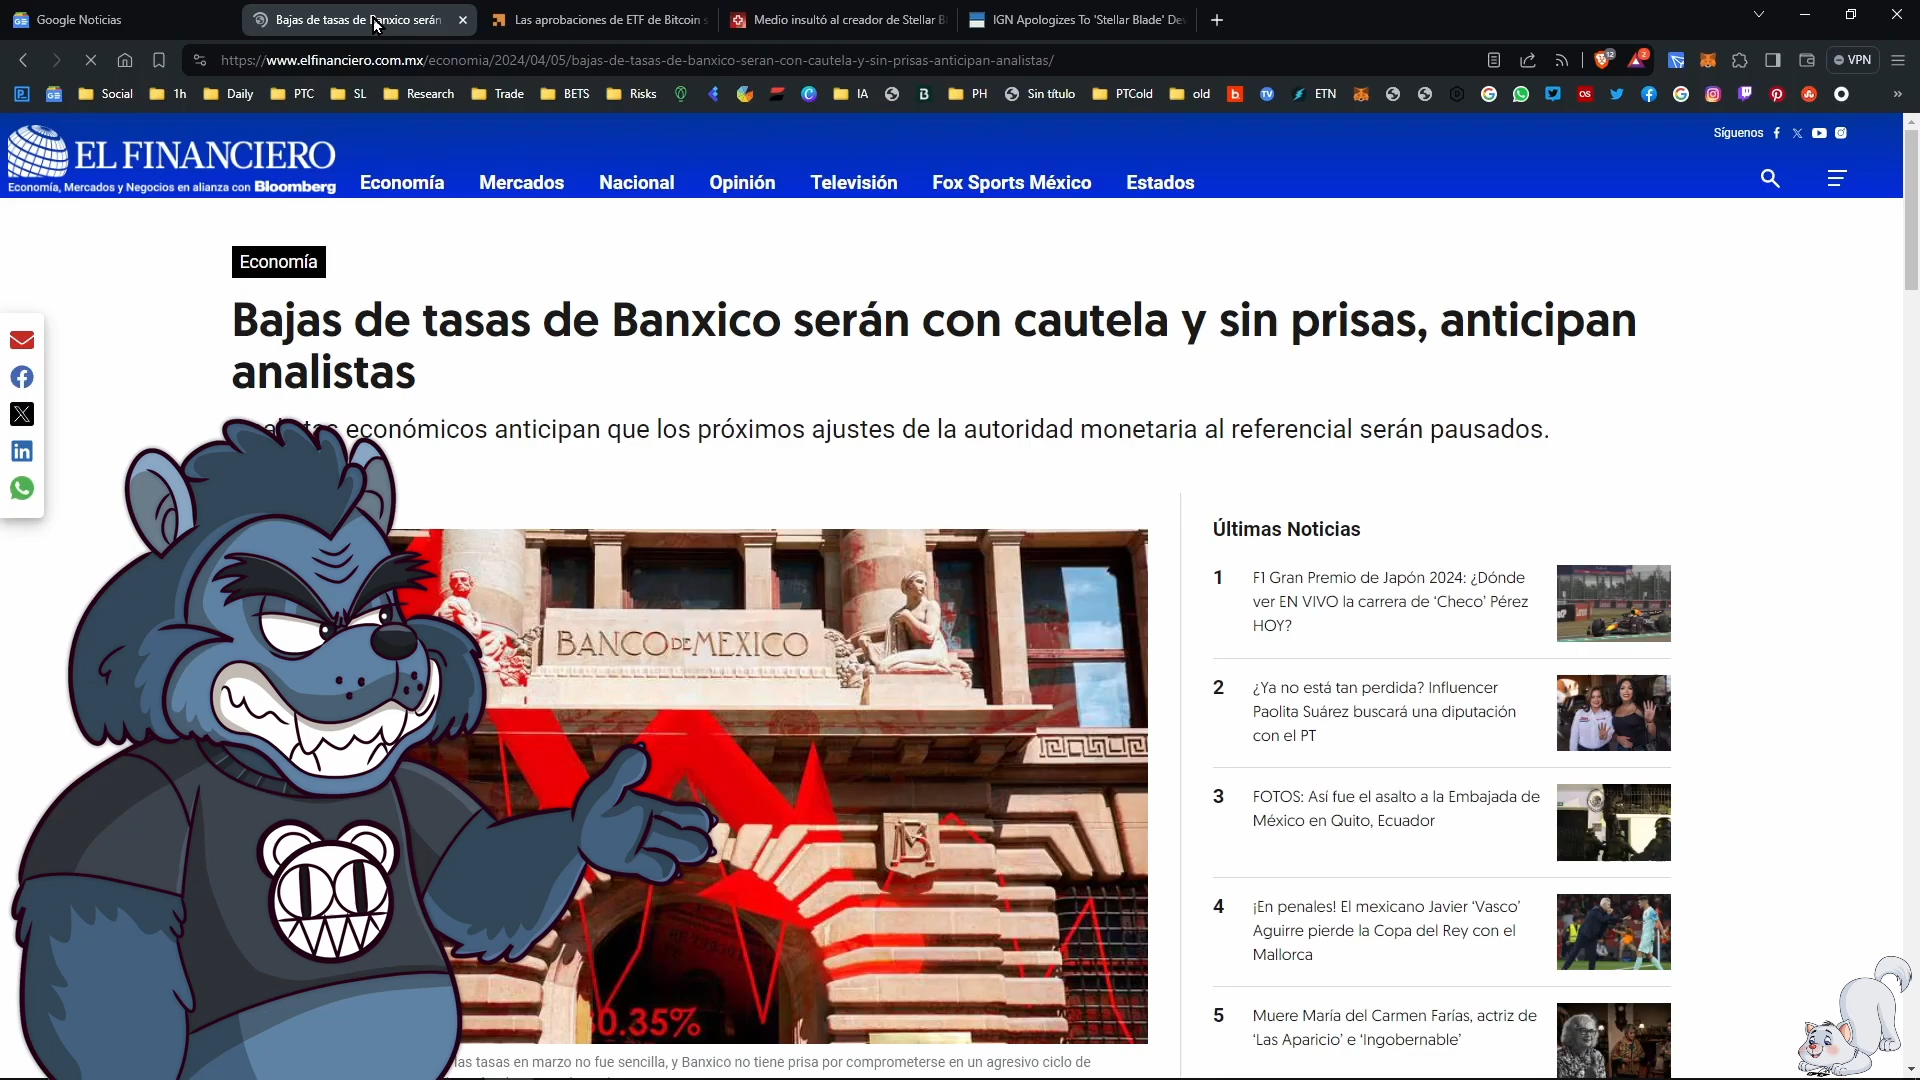 Google Noticias
Bajas de tasas de Banxico serán
Las aprobaciones de ETF de Bitcoin s
Medio insultó al creador de Stellar B
IGN Apologizes To 'Stellar Blade' De
https://www.elfinanciero.com.mx/economia/2024/04/05/bajas-de-tasas-de-banxico-seran-con-cautela-y-sin-prisas-anticipan-analistas/
12
2
VPN
Social
1h
Daily
PTC
SL
Research
Trade
BETS
Risks
IA
PH
Sin título
PTCold
old
ETN
Síguenos
EL FINANCIERO
Economía, Mercados y Negocios en alianza con Bloomberg
Economía
Mercados
Nacional
Opinión
Televisión
Fox Sports México
Estados
Economía
Bajas de tasas de Banxico serán con cautela y sin prisas, anticipan
analistas
económicos anticipan que los próximos ajustes de la autoridad monetaria al referencial serán pausados.
BANCO DE MEXICO
0.35%
las tasas en marzo no fue sencilla, y Banxico no tiene prisa por comprometerse en un agresivo ciclo de
Últimas Noticias
1
F1 Gran Premio de Japón 2024: ¿Dónde
ver EN VIVO la carrera de ‘Checo’ Pérez
HOY?
2
¿Ya no está tan perdida? Influencer
Paolita Suárez buscará una diputación
con el PT
3
FOTOS: Así fue el asalto a la Embajada de
México en Quito, Ecuador
4
¡En penales! El mexicano Javier ‘Vasco’
Aguirre pierde la Copa del Rey con el
Mallorca
5
Muere María del Carmen Farías, actriz de
‘Las Aparicio’ e ‘Ingobernable’